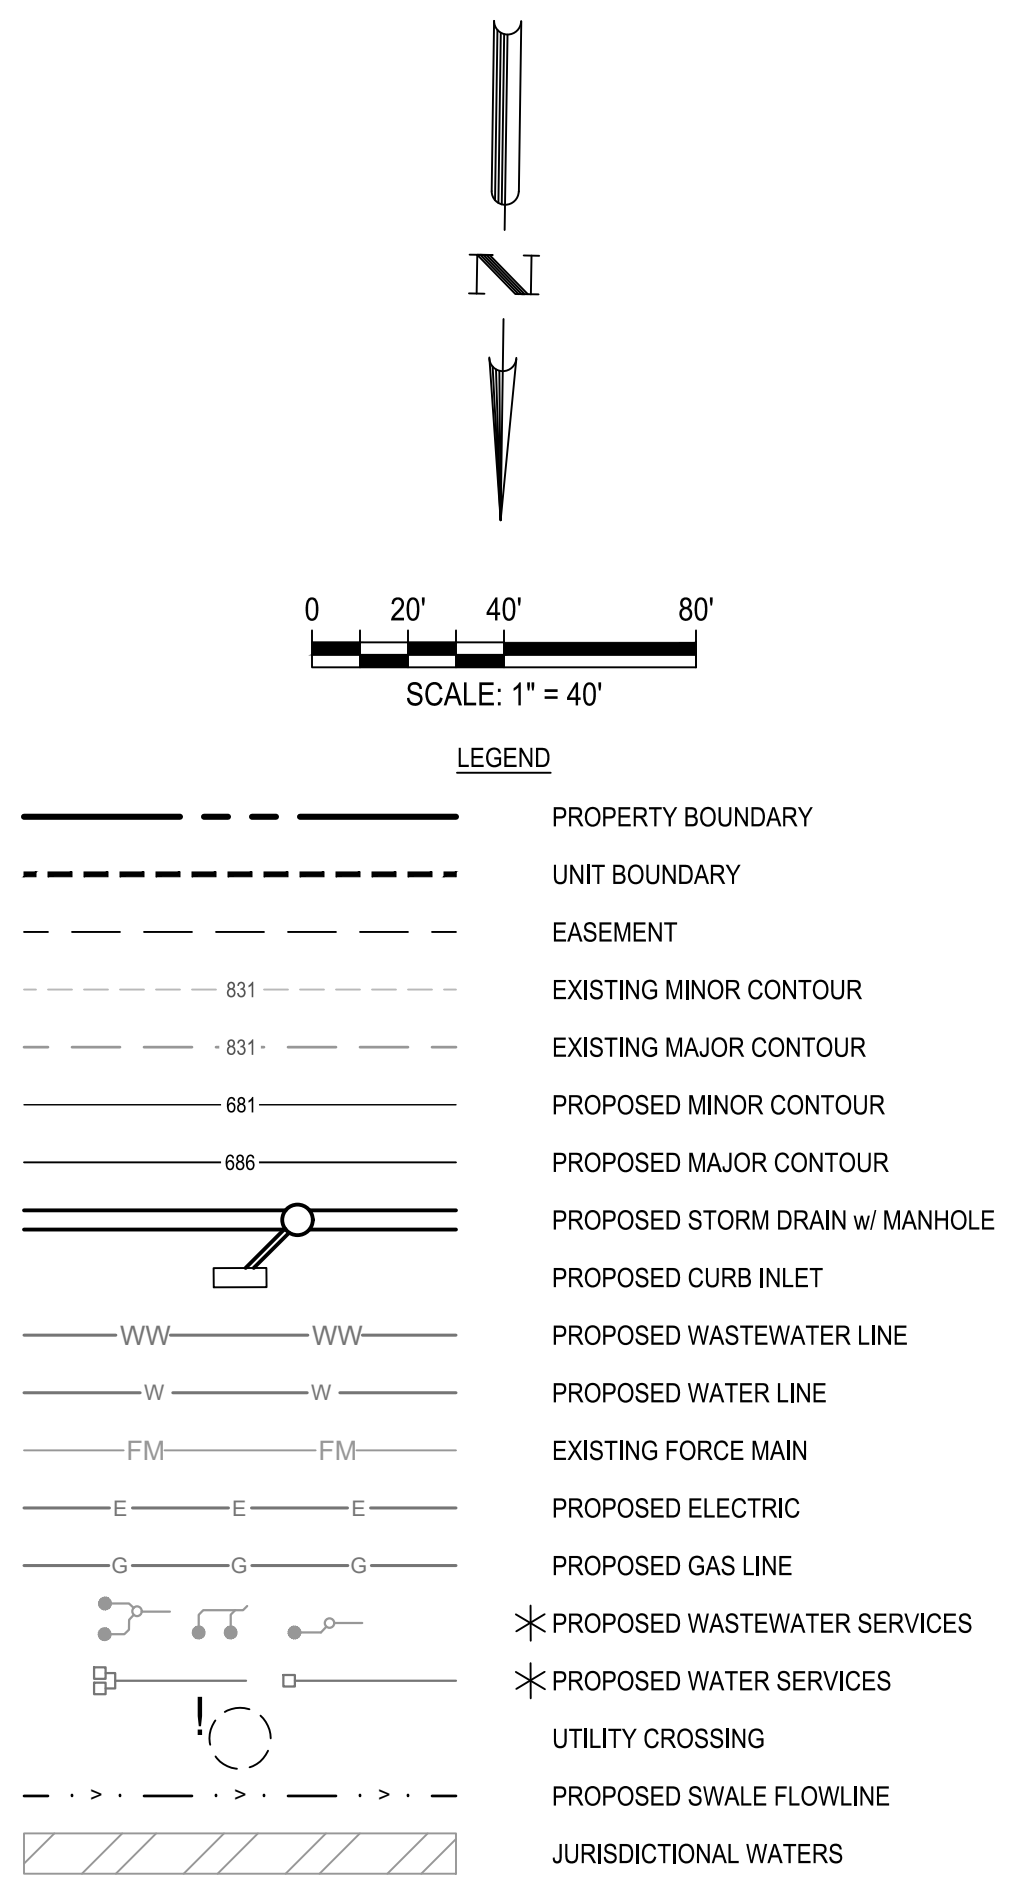 N
0 20' 40' 80'
SCALE: 1" = 40'
LEGEND
PROPERTY BOUNDARY
UNIT BOUNDARY
EASEMENT
831 EXISTING MINOR CONTOUR
831 EXISTING MAJOR CONTOUR
681 PROPOSED MINOR CONTOUR
686 PROPOSED MAJOR CONTOUR
PROPOSED STORM DRAIN w/ MANHOLE
PROPOSED CURB INLET
WW WW PROPOSED WASTEWATER LINE
W W PROPOSED WATER LINE
FM FM EXISTING FORCE MAIN
E E E PROPOSED ELECTRIC
G G G PROPOSED GAS LINE
* PROPOSED WASTEWATER SERVICES
* PROPOSED WATER SERVICES
! UTILITY CROSSING
> > > PROPOSED SWALE FLOWLINE
JURISDICTIONAL WATERS